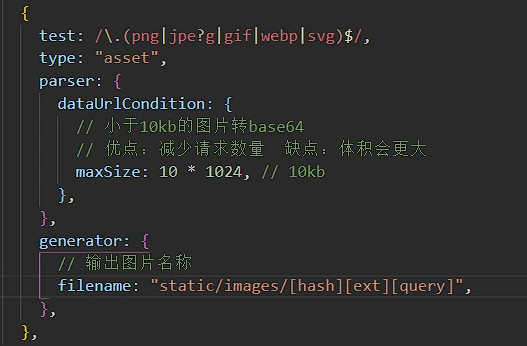 {
test: /\.(png|jpe?g|gif|webp|svg)$/,
type: "asset",
parser: {
dataUrlCondition: {
// 小于10kb的图片转base64
// 优点：减少请求数量  缺点：体积会更大
maxSize: 10 * 1024, // 10kb
},
},
generator: {
// 输出图片名称
filename: "static/images/[hash][ext][query]",
},
},